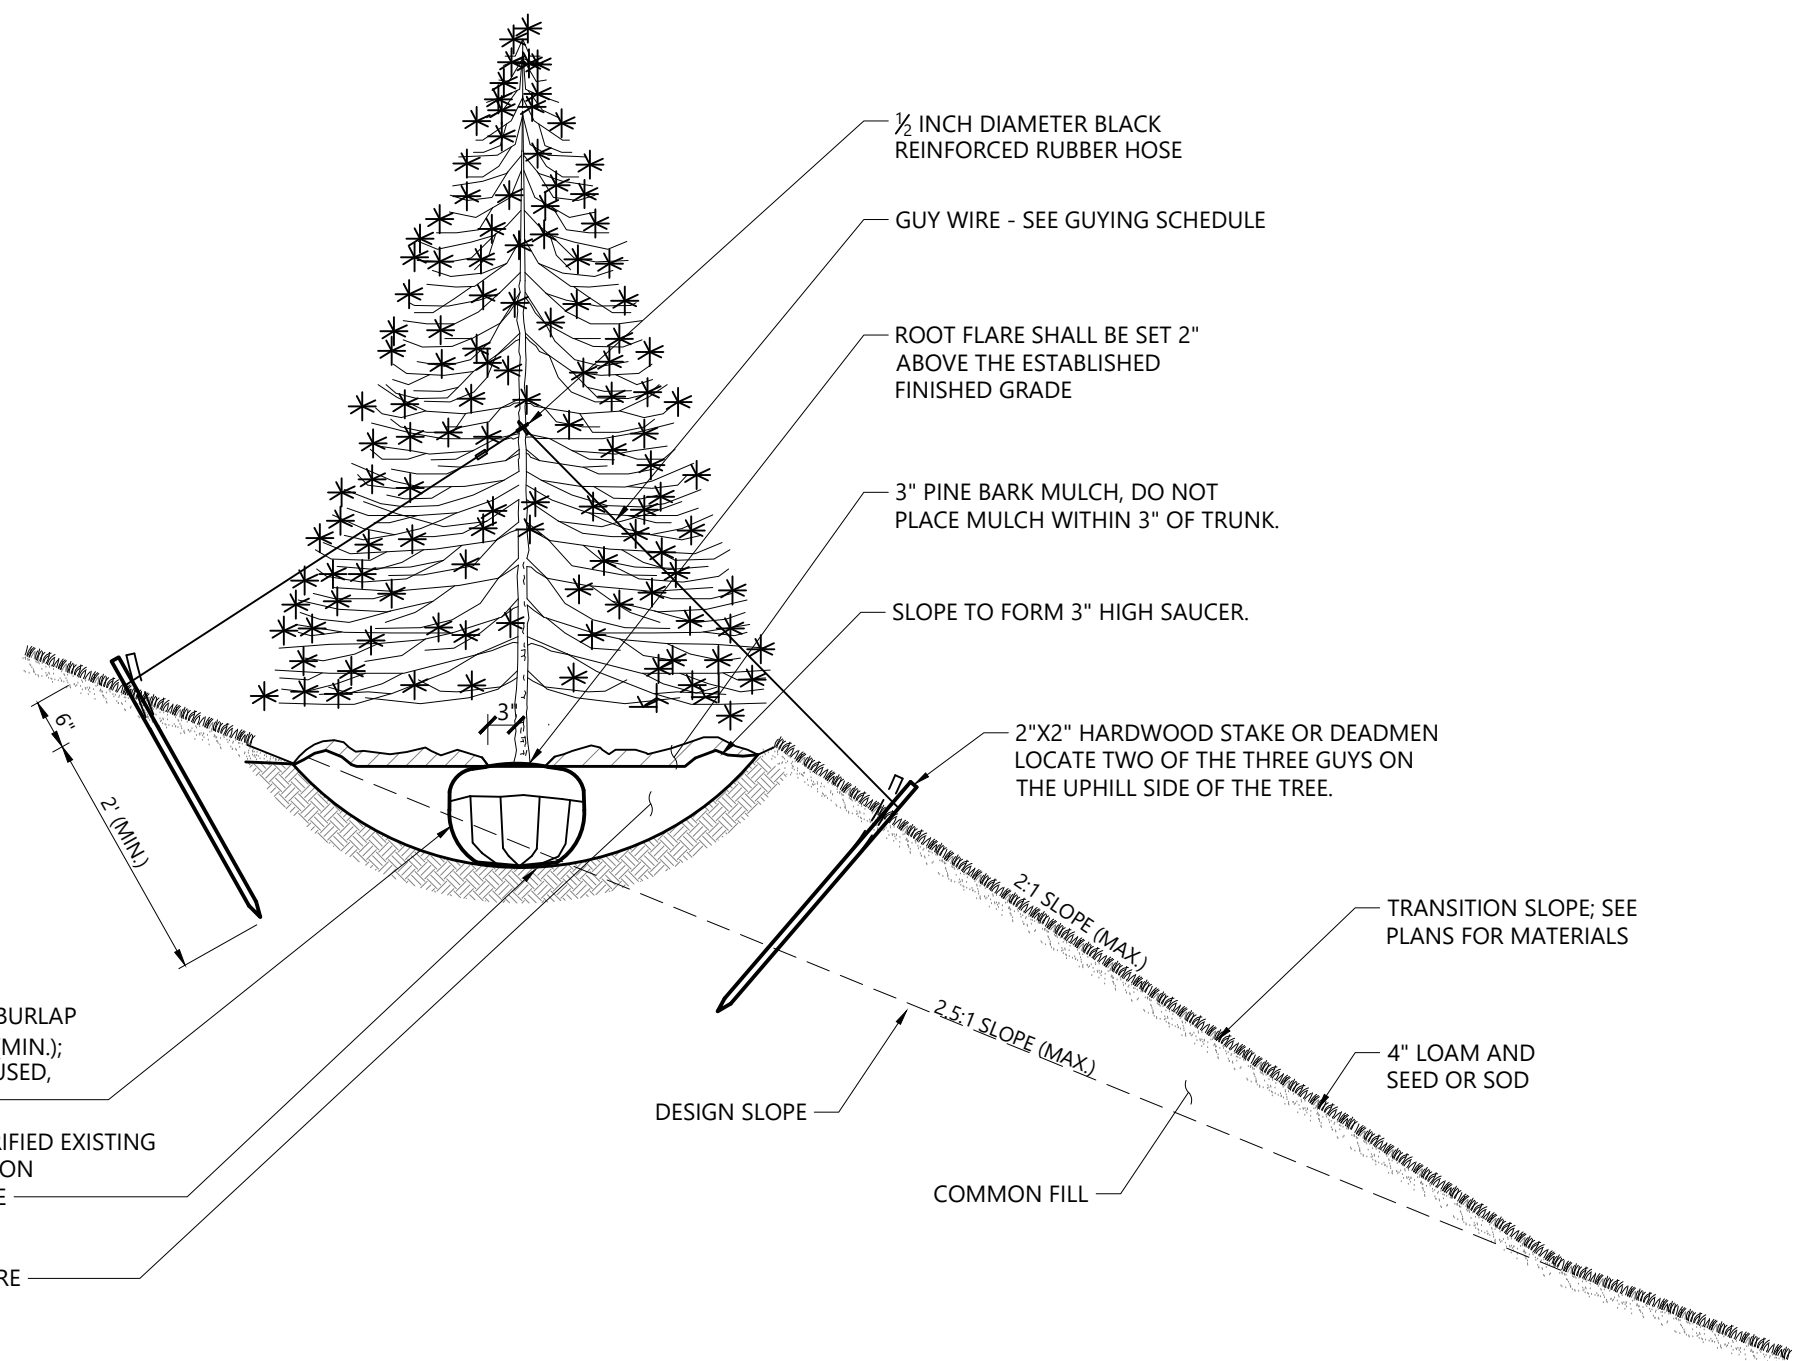 ½ INCH DIAMETER BLACK
REINFORCED RUBBER HOSE
GUY WIRE - SEE GUYING SCHEDULE
ROOT FLARE SHALL BE SET 2"
ABOVE THE ESTABLISHED
FINISHED GRADE
3" PINE BARK MULCH, DO NOT
PLACE MULCH WITHIN 3" OF TRUNK.
SLOPE TO FORM 3" HIGH SAUCER.
3"
6"
2' (MIN.)
2"X2" HARDWOOD STAKE OR DEADMEN
LOCATE TWO OF THE THREE GUYS ON
THE UPHILL SIDE OF THE TREE.
2:1 SLOPE (MAX.)
TRANSITION SLOPE; SEE
PLANS FOR MATERIALS
2.5:1 SLOPE (MAX.)
4" LOAM AND
SEED OR SOD
DESIGN SLOPE
COMMON FILL
BURLAP
(MIN.);
USED,
RIFIED EXISTING
ON
E
RE